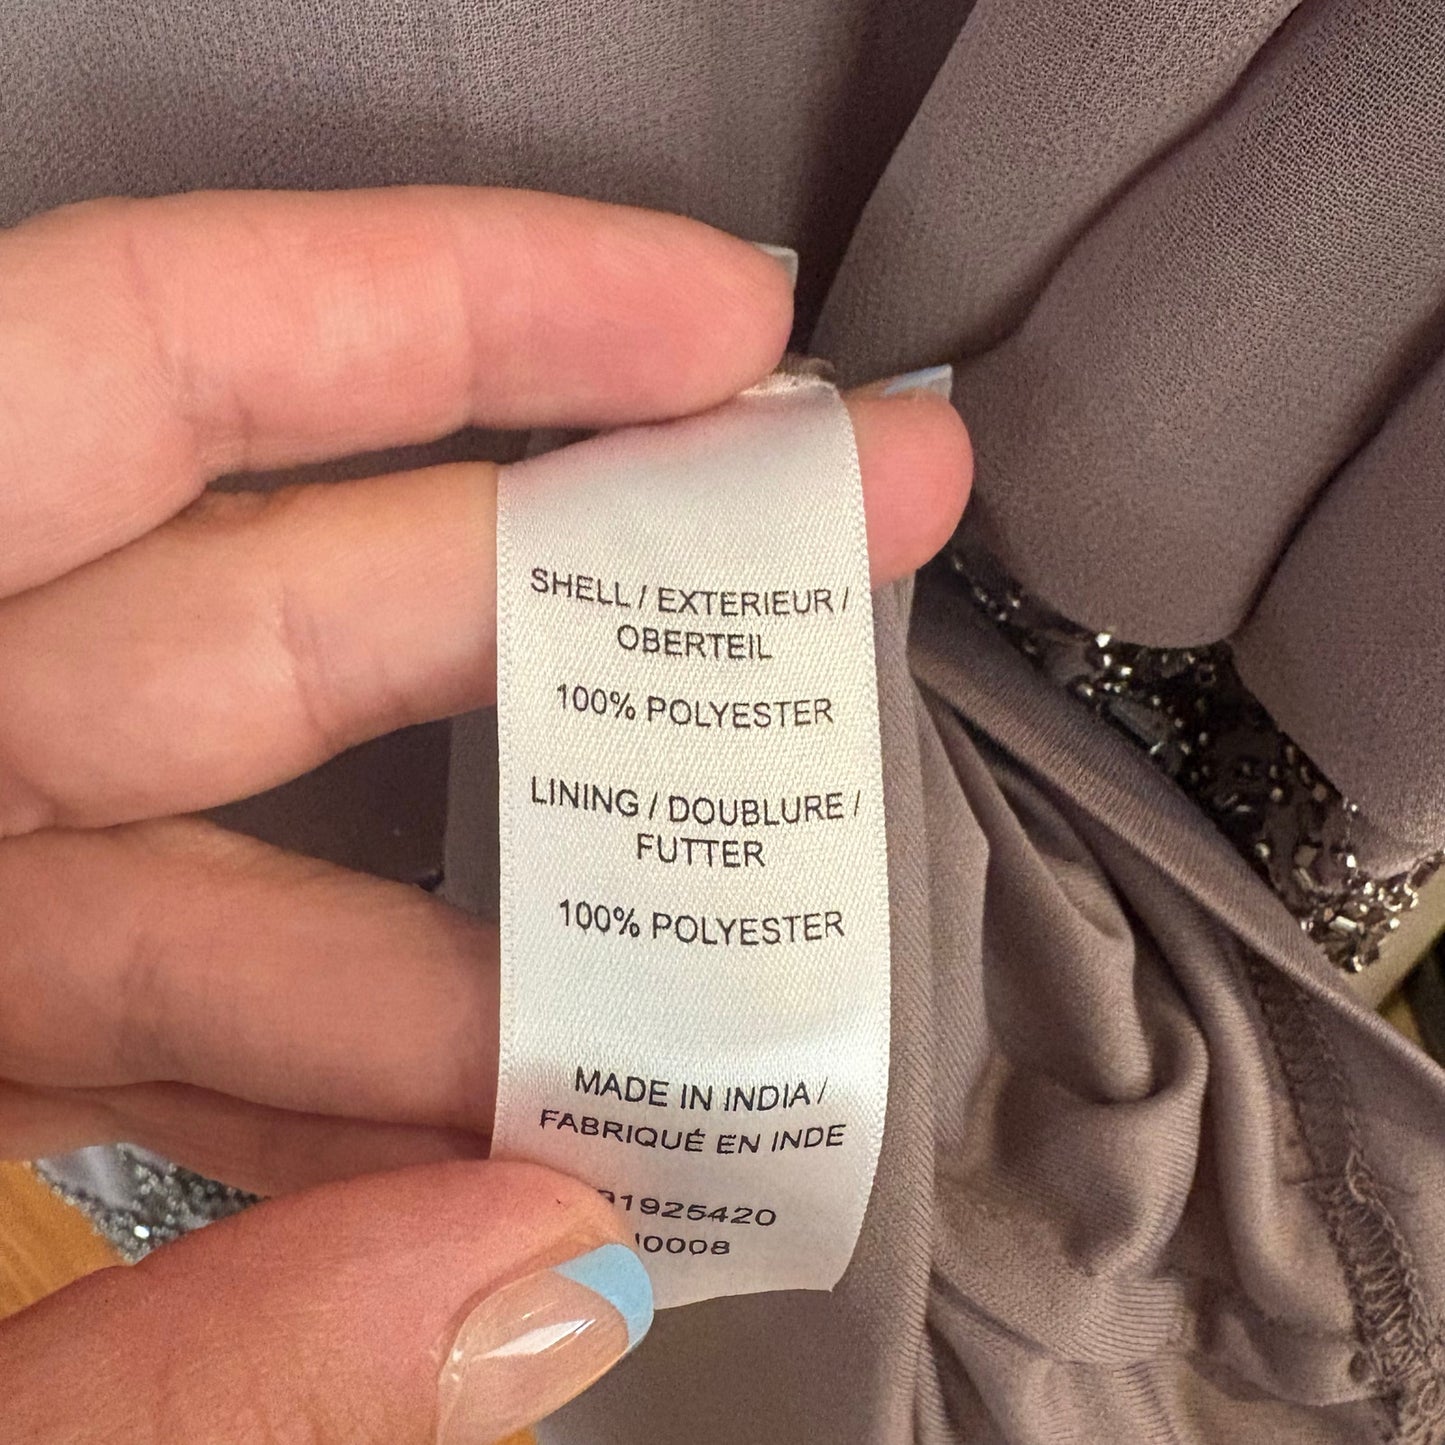 SHELL / EXTERIEUR /
OBERTEIL
100% POLYESTER
LINING / DOUBLURE /
FUTTER
100% POLYESTER
MADE IN INDIA /
FABRIQUÉ EN INDE